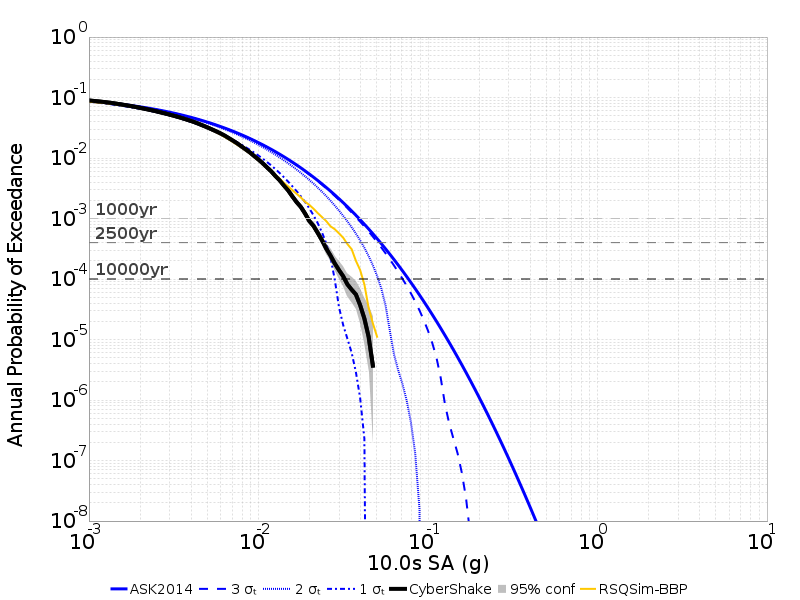 10^0
10^-1
10^-2
10^-3
10^-4
10^-5
10^-6
10^-7
10^-8
Annual Probability of Exceedance
1000yr
2500yr
10000yr
10^-3 10^-2 10^-1 10^0 10^1
10.0s SA (g)
ASK2014 3 σₜ 2 σₜ 1 σₜ CyberShake 95% conf RSQSim-BBP